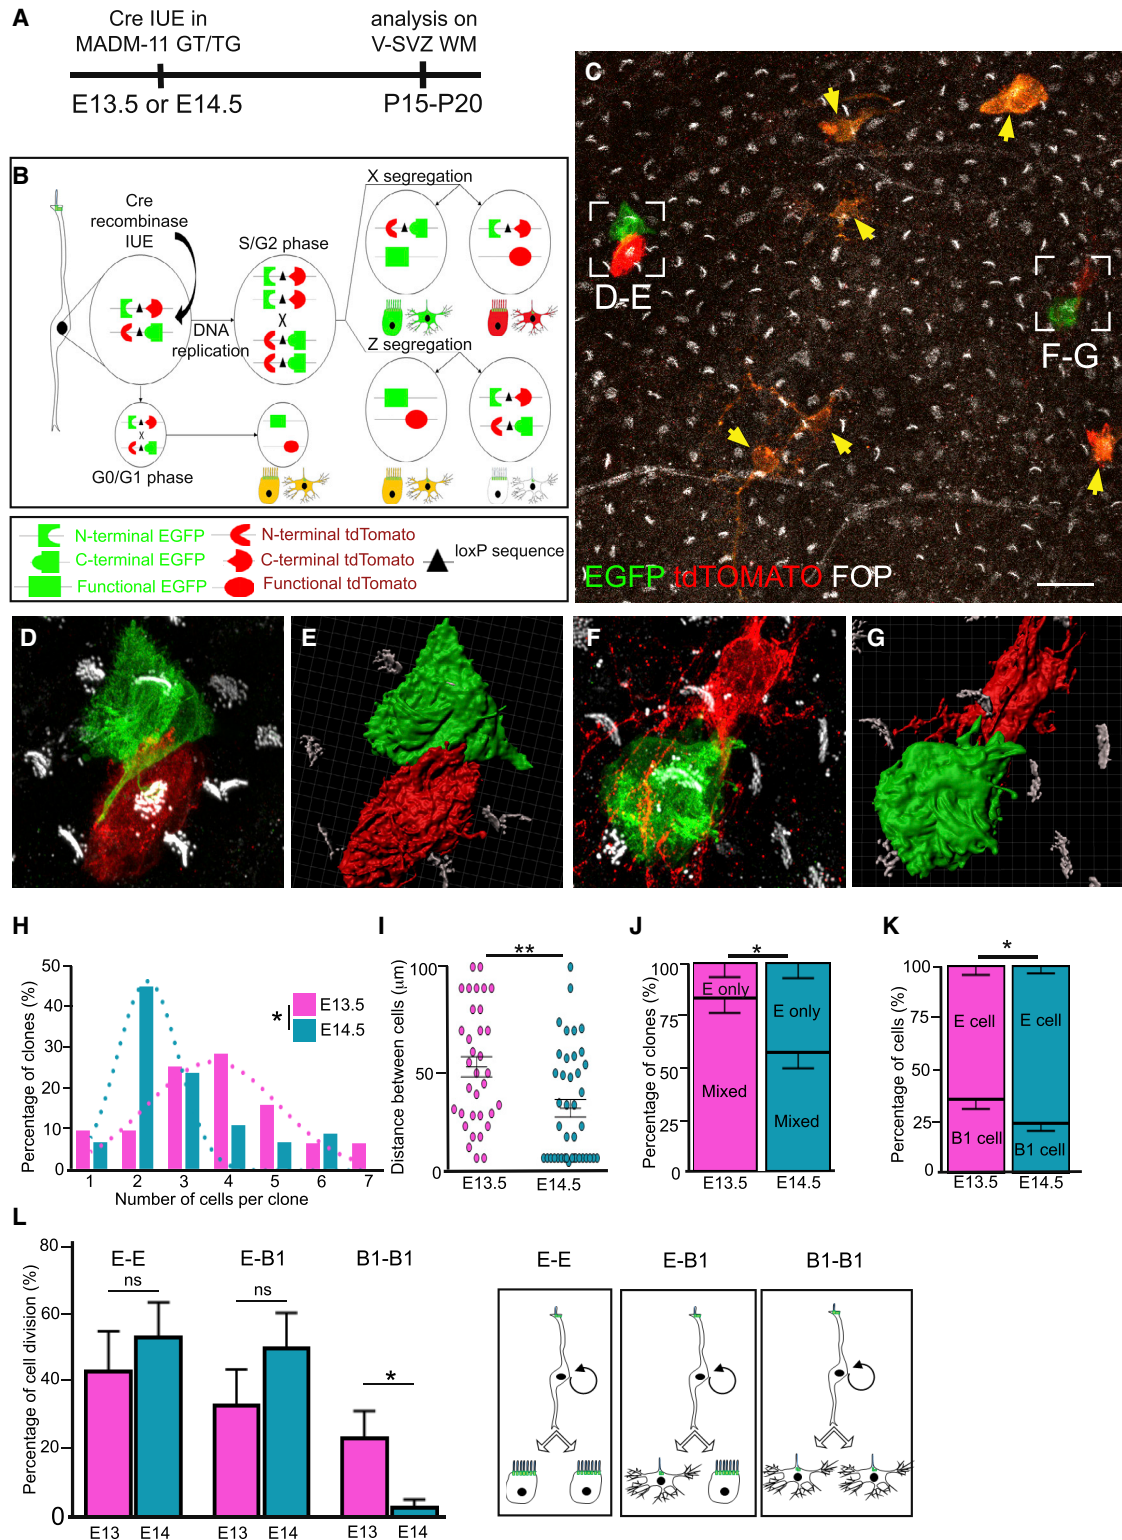 A
Cre IUE in
MADM-11 GT/TG
analysis on
V-SVZ WM
E13.5 or E14.5
P15-P20
B
Cre
recombinase
IUE
S/G2 phase
X segregation
DNA
replication
Z segregation
G0/G1 phase
N-terminal EGFP
N-terminal tdTomato
C-terminal EGFP
C-terminal tdTomato
loxP sequence
Functional EGFP
Functional tdTomato
C
D-E
F-G
EGFP tdTOMATO FOP
D
E
F
G
H
Percentage of clones (%)
50
40
30
20
10
0
1 2 3 4 5 6 7
Number of cells per clone
*
E13.5
E14.5
I
**
Distance between cells (µm)
100
50
0
E13.5
E14.5
J
*
Percentage of clones (%)
100
75
50
25
0
E only
E only
Mixed
Mixed
E13.5 E14.5
K
*
Percentage of cells (%)
100
75
50
25
0
E cell
E cell
B1 cell
B1 cell
E13.5 E14.5
L
Percentage of cell division (%)
80
60
40
20
0
E-E
E-B1
B1-B1
ns
ns
*
E13 E14
E13 E14
E13 E14
E-E
E-B1
B1-B1